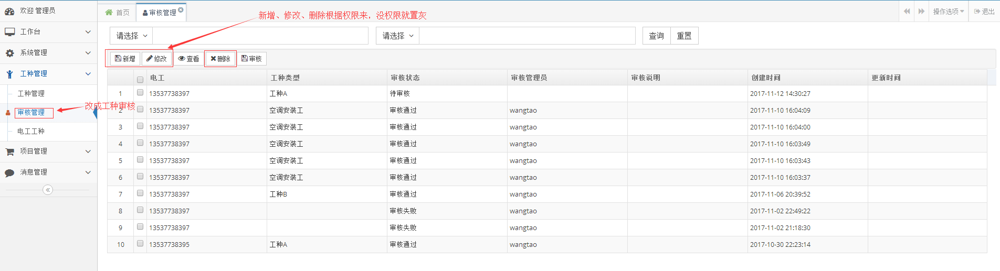 欢迎 管理员
首页
审核管理
新增、修改、删除根据权限来，没权限就置灰
操作选项
退出
工作台
系统管理
工种管理
工种管理
审核管理
改成工种审核
电工工种
项目管理
消息管理
请选择 请选择 查询 重置
新增 修改 查看 删除 审核
电工 工种类型 审核状态 审核管理员 审核说明 创建时间 更新时间
1 13537738397 工种A 待审核 2017-11-12 14:30:27
2 13537738397 空调安装工 审核通过 wangtao 2017-11-10 16:04:09
3 13537738397 空调安装工 审核通过 wangtao 2017-11-10 16:04:00
4 13537738397 空调安装工 审核通过 wangtao 2017-11-10 16:03:49
5 13537738397 空调安装工 审核通过 wangtao 2017-11-10 16:03:43
6 13537738397 空调安装工 审核通过 wangtao 2017-11-10 16:03:37
7 13537738397 工种B 审核通过 wangtao 2017-11-06 20:39:52
8 13537738397 审核失败 wangtao 2017-11-02 22:49:22
9 13537738397 审核失败 wangtao 2017-11-02 21:18:30
10 13537738395 工种A 审核通过 wangtao 2017-10-30 22:23:14